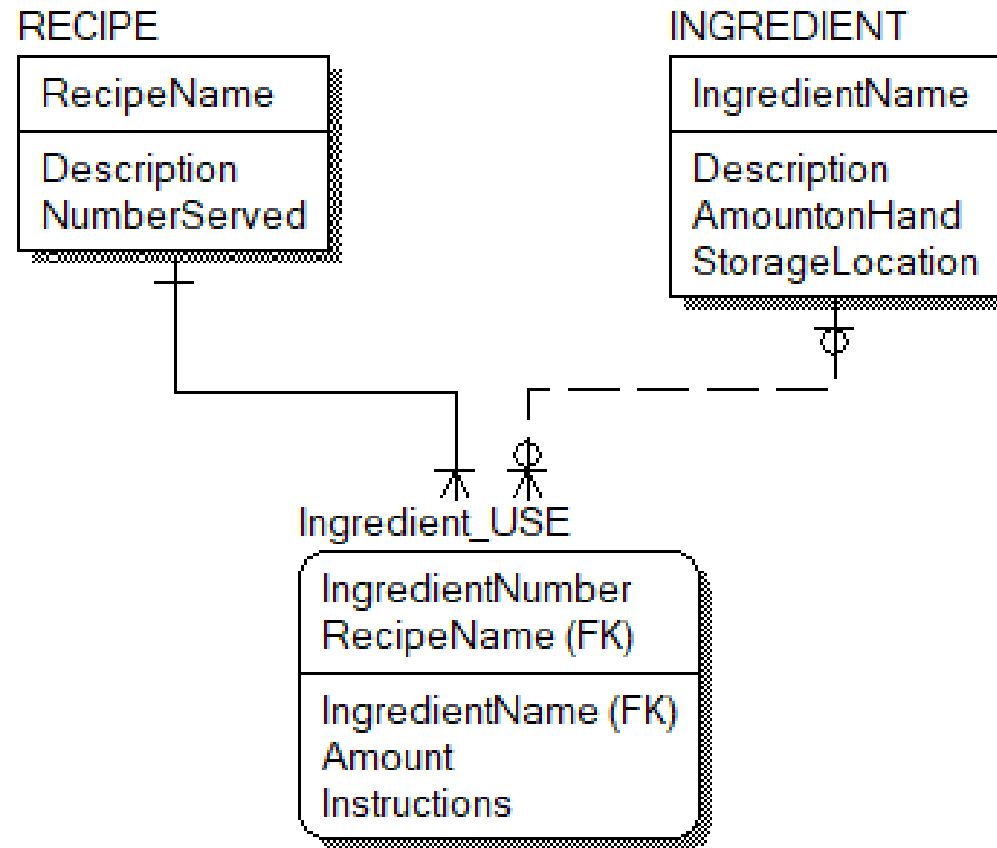 RECIPE
RecipeName
Description
NumberServed
INGREDIENT
IngredientName
Description
AmountonHand
StorageLocation
Ingredient_USE
IngredientNumber
RecipeName (FK)
IngredientName (FK)
Amount
Instructions